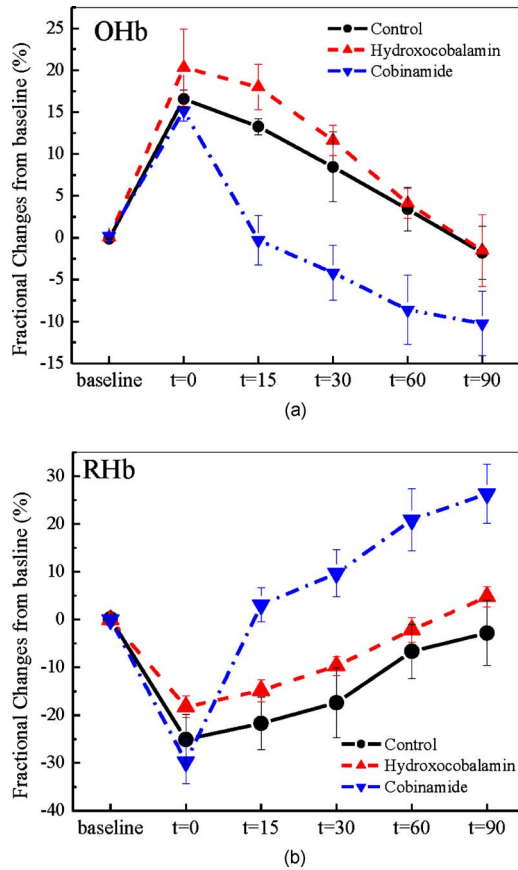 OHb
Control
Hydroxocobalamin
Cobinamide
Fractional Changes from baseline (%)
25
20
15
10
5
0
-5
-10
-15
baseline t=0 t=15 t=30 t=60 t=90
(a)
RHb
Fractional Changes from basline (%)
30
20
10
0
-10
-20
-30
-40
Control
Hydroxocobalamin
Cobinamide
baseline t=0 t=15 t=30 t=60 t=90
(b)